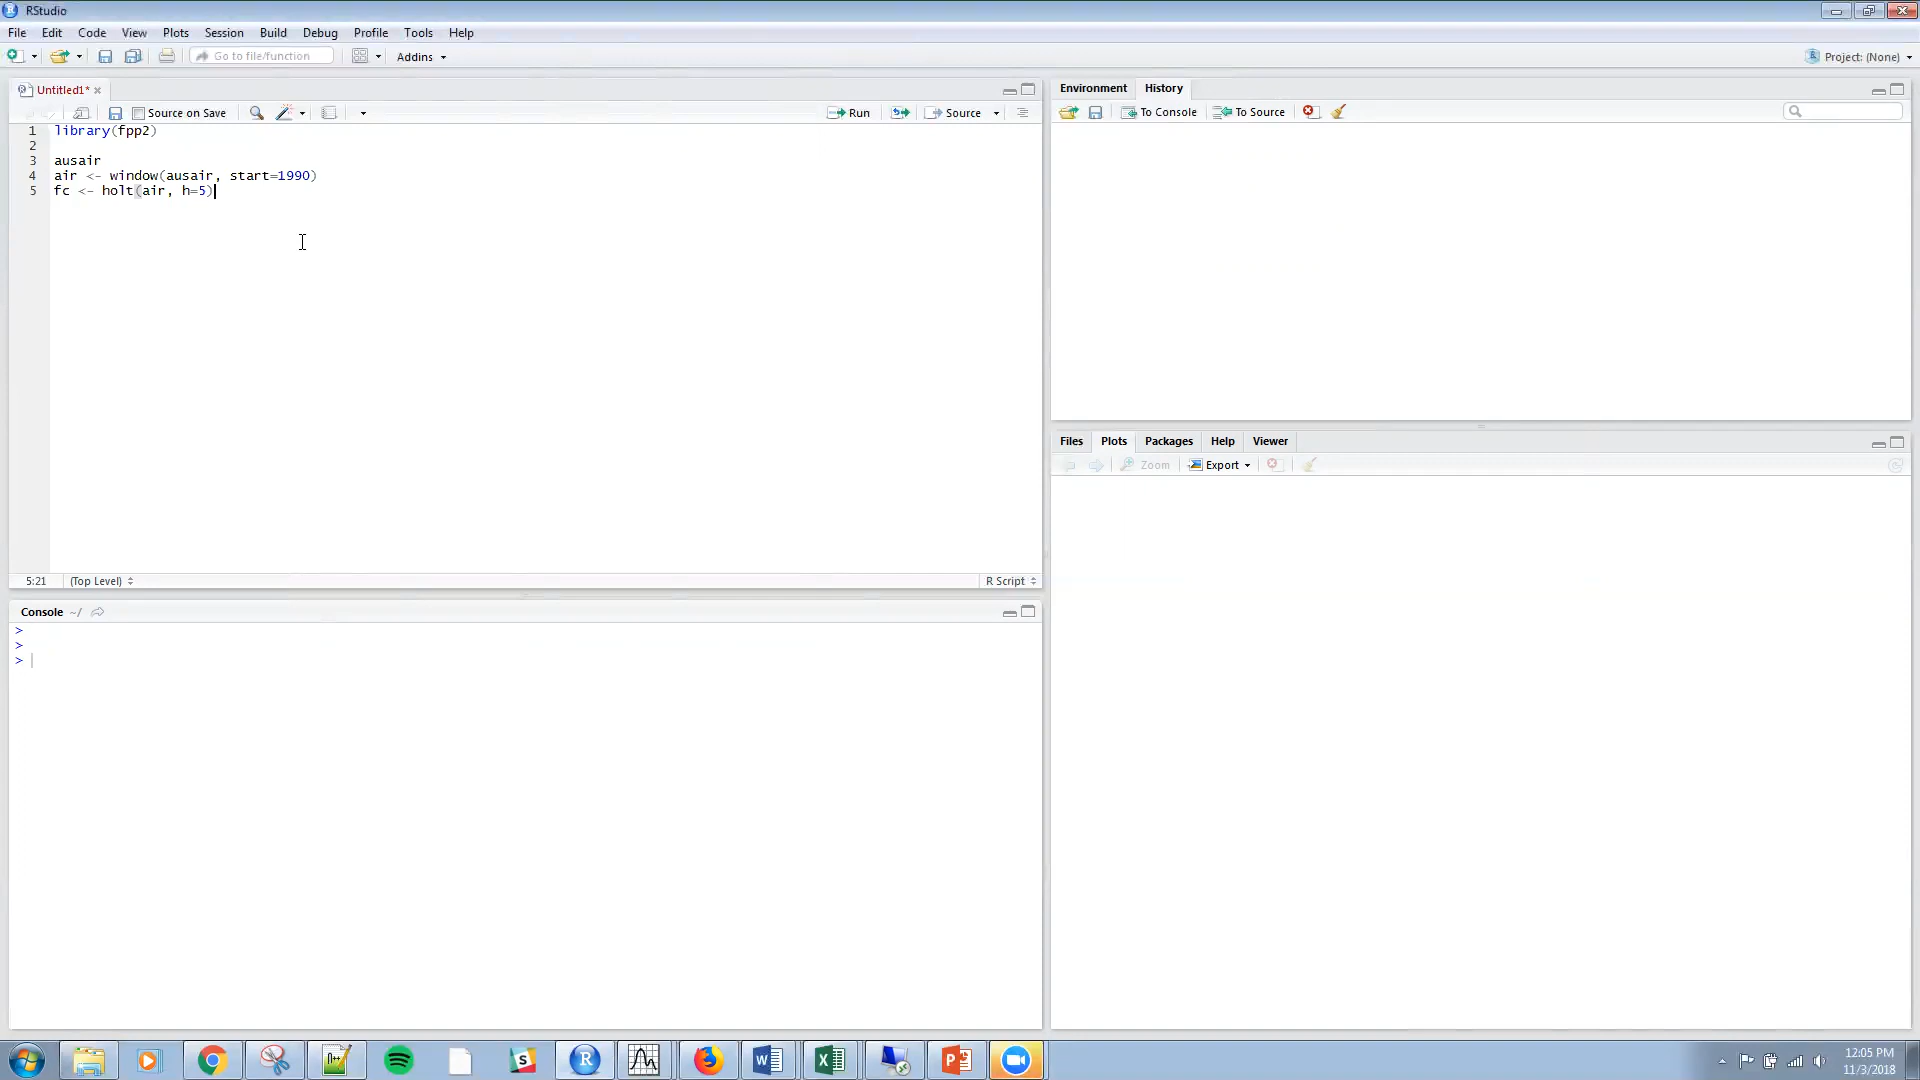 RStudio
File Edit Code View Plots Session Build Debug Profile Tools Help
Go to file/function Addins Project: (None)
Untitled1*
Source on Save Run Source
1 library(fpp2)
2
3 ausair
4 air <- window(ausair, start=1990)
5 fc <- holt(air, h=5)
5:21 (Top Level) R Script
Console ~/
>
>
>
Environment History
To Console To Source
Files Plots Packages Help Viewer
Zoom Export
12:05 PM
11/3/2018